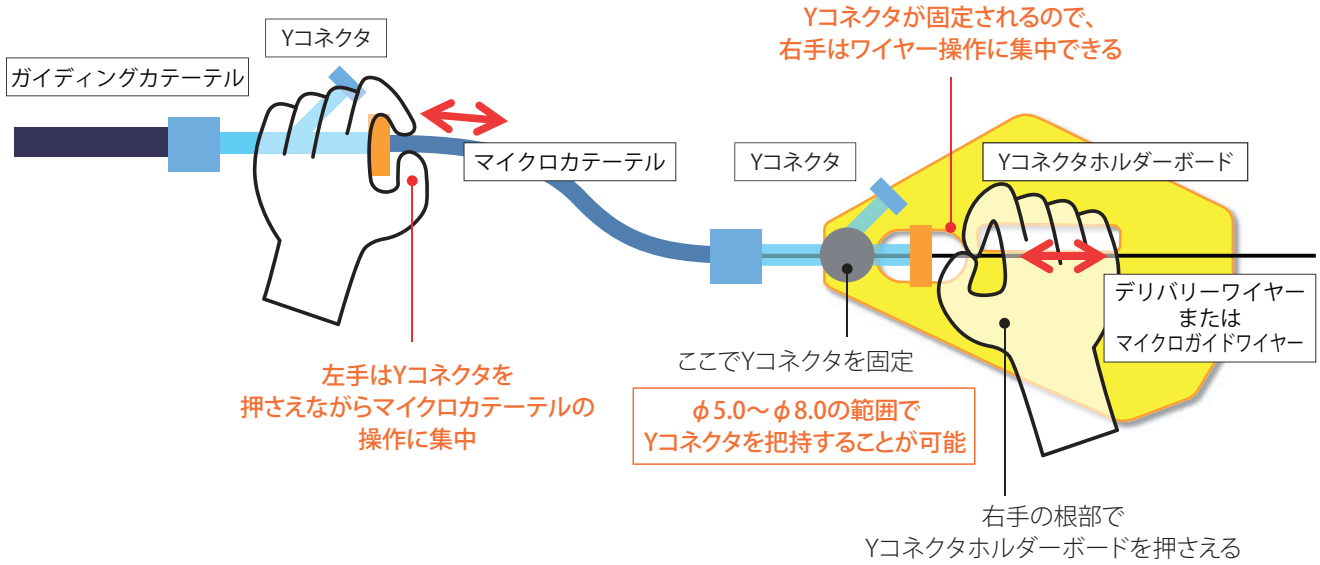 Yコネクタ
ガイディングカテーテル
マイクロカテーテル
左手はYコネクタを
押さえながらマイクロカテーテルの
操作に集中
Yコネクタが固定されるので、
右手はワイヤー操作に集中できる
Yコネクタ
Yコネクタホルダーボード
デリバリーワイヤー
または
マイクロガイドワイヤー
ここでYコネクタを固定
φ5.0～φ8.0の範囲で
Yコネクタを把持することが可能
右手の根部で
Yコネクタホルダーボードを押さえる